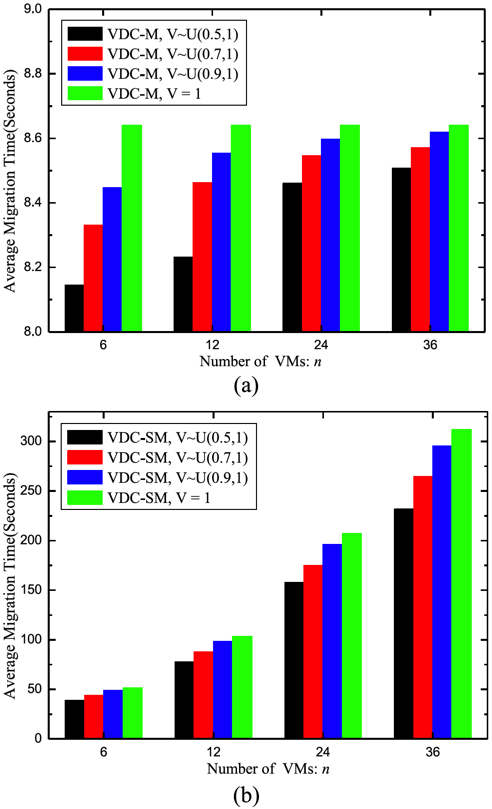 9.0
8.8
8.6
8.4
8.2
8.0
Average Migration Time(Seconds)
VDC-M, V~U(0.5,1)
VDC-M, V~U(0.7,1)
VDC-M, V~U(0.9,1)
VDC-M, V = 1
6 12 24 36
Number of VMs: n
(a)
300
250
200
150
100
50
0
Average Migration Time(Seconds)
VDC-SM, V~U(0.5,1)
VDC-SM, V~U(0.7,1)
VDC-SM, V~U(0.9,1)
VDC-SM, V = 1
6 12 24 36
Number of VMs: n
(b)